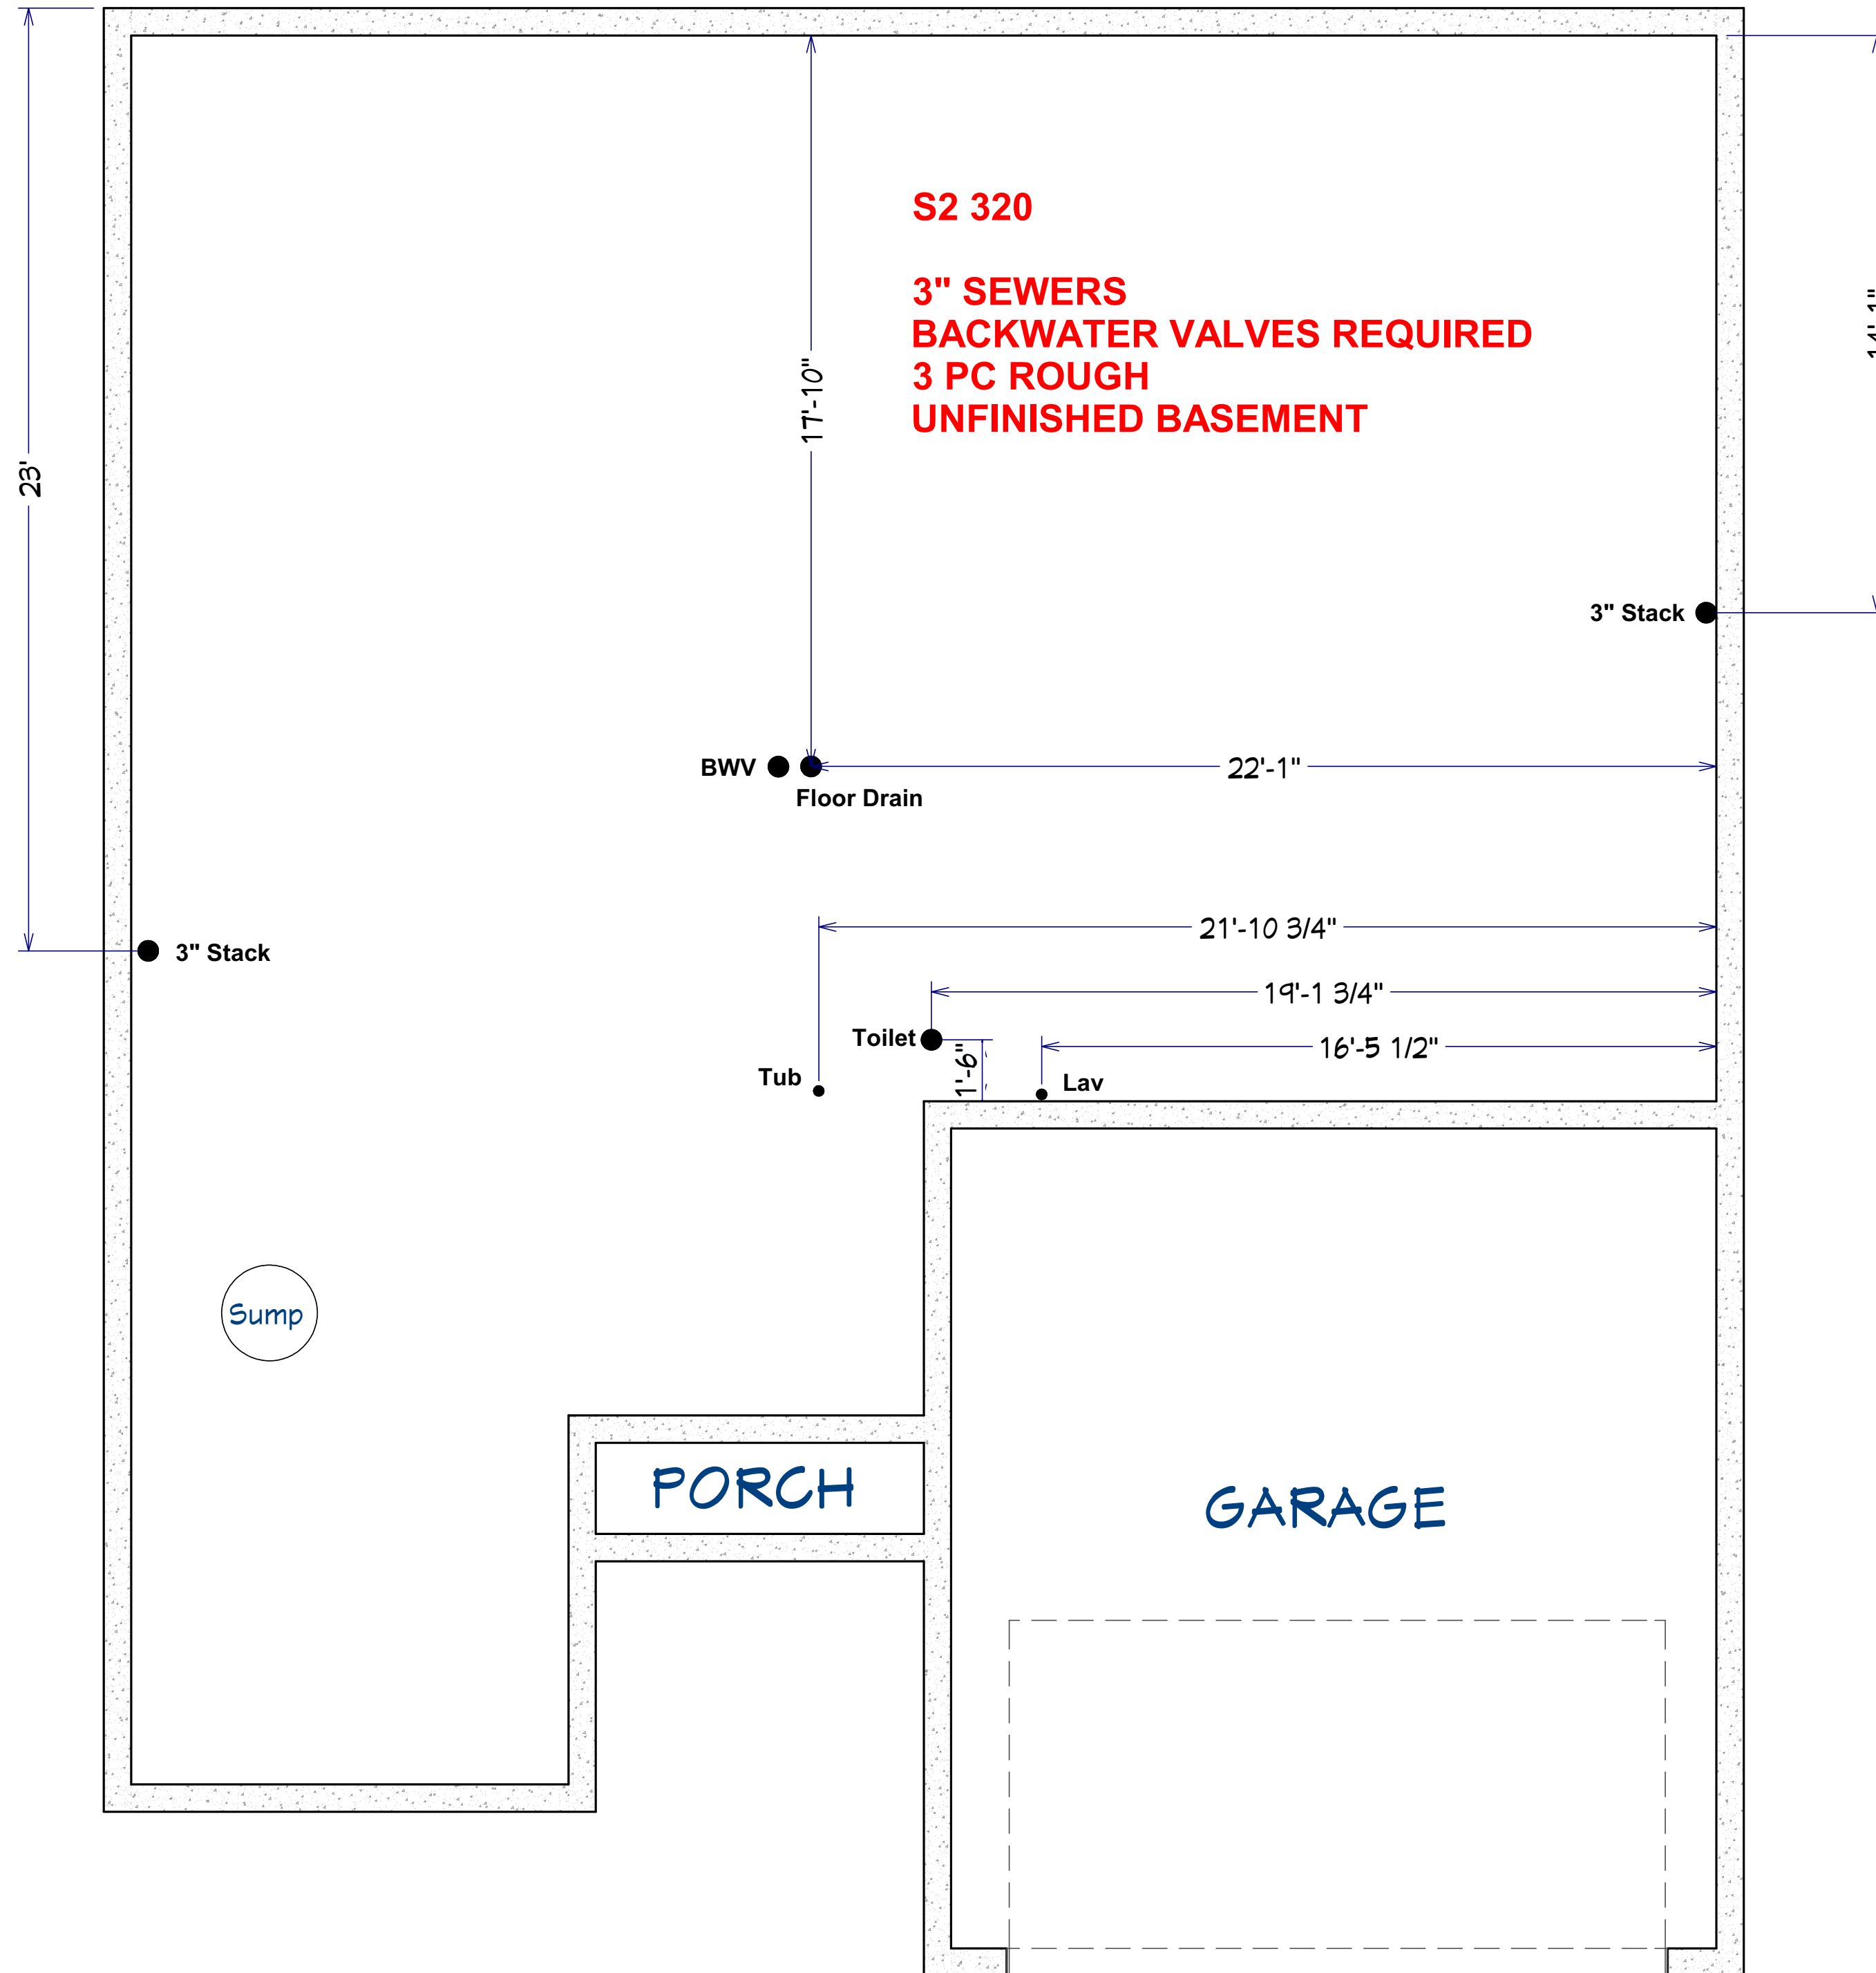 S2 320
3" SEWERS
BACKWATER VALVES REQUIRED
3 PC ROUGH
UNFINISHED BASEMENT
17'-10"
14'-1"
23'
3" Stack
BWV
22'-1"
Floor Drain
21'-10 3/4"
3" Stack
19'-1 3/4"
Toilet
1'-6"
16'-5 1/2"
Tub
Lav
Sump
PORCH
GARAGE